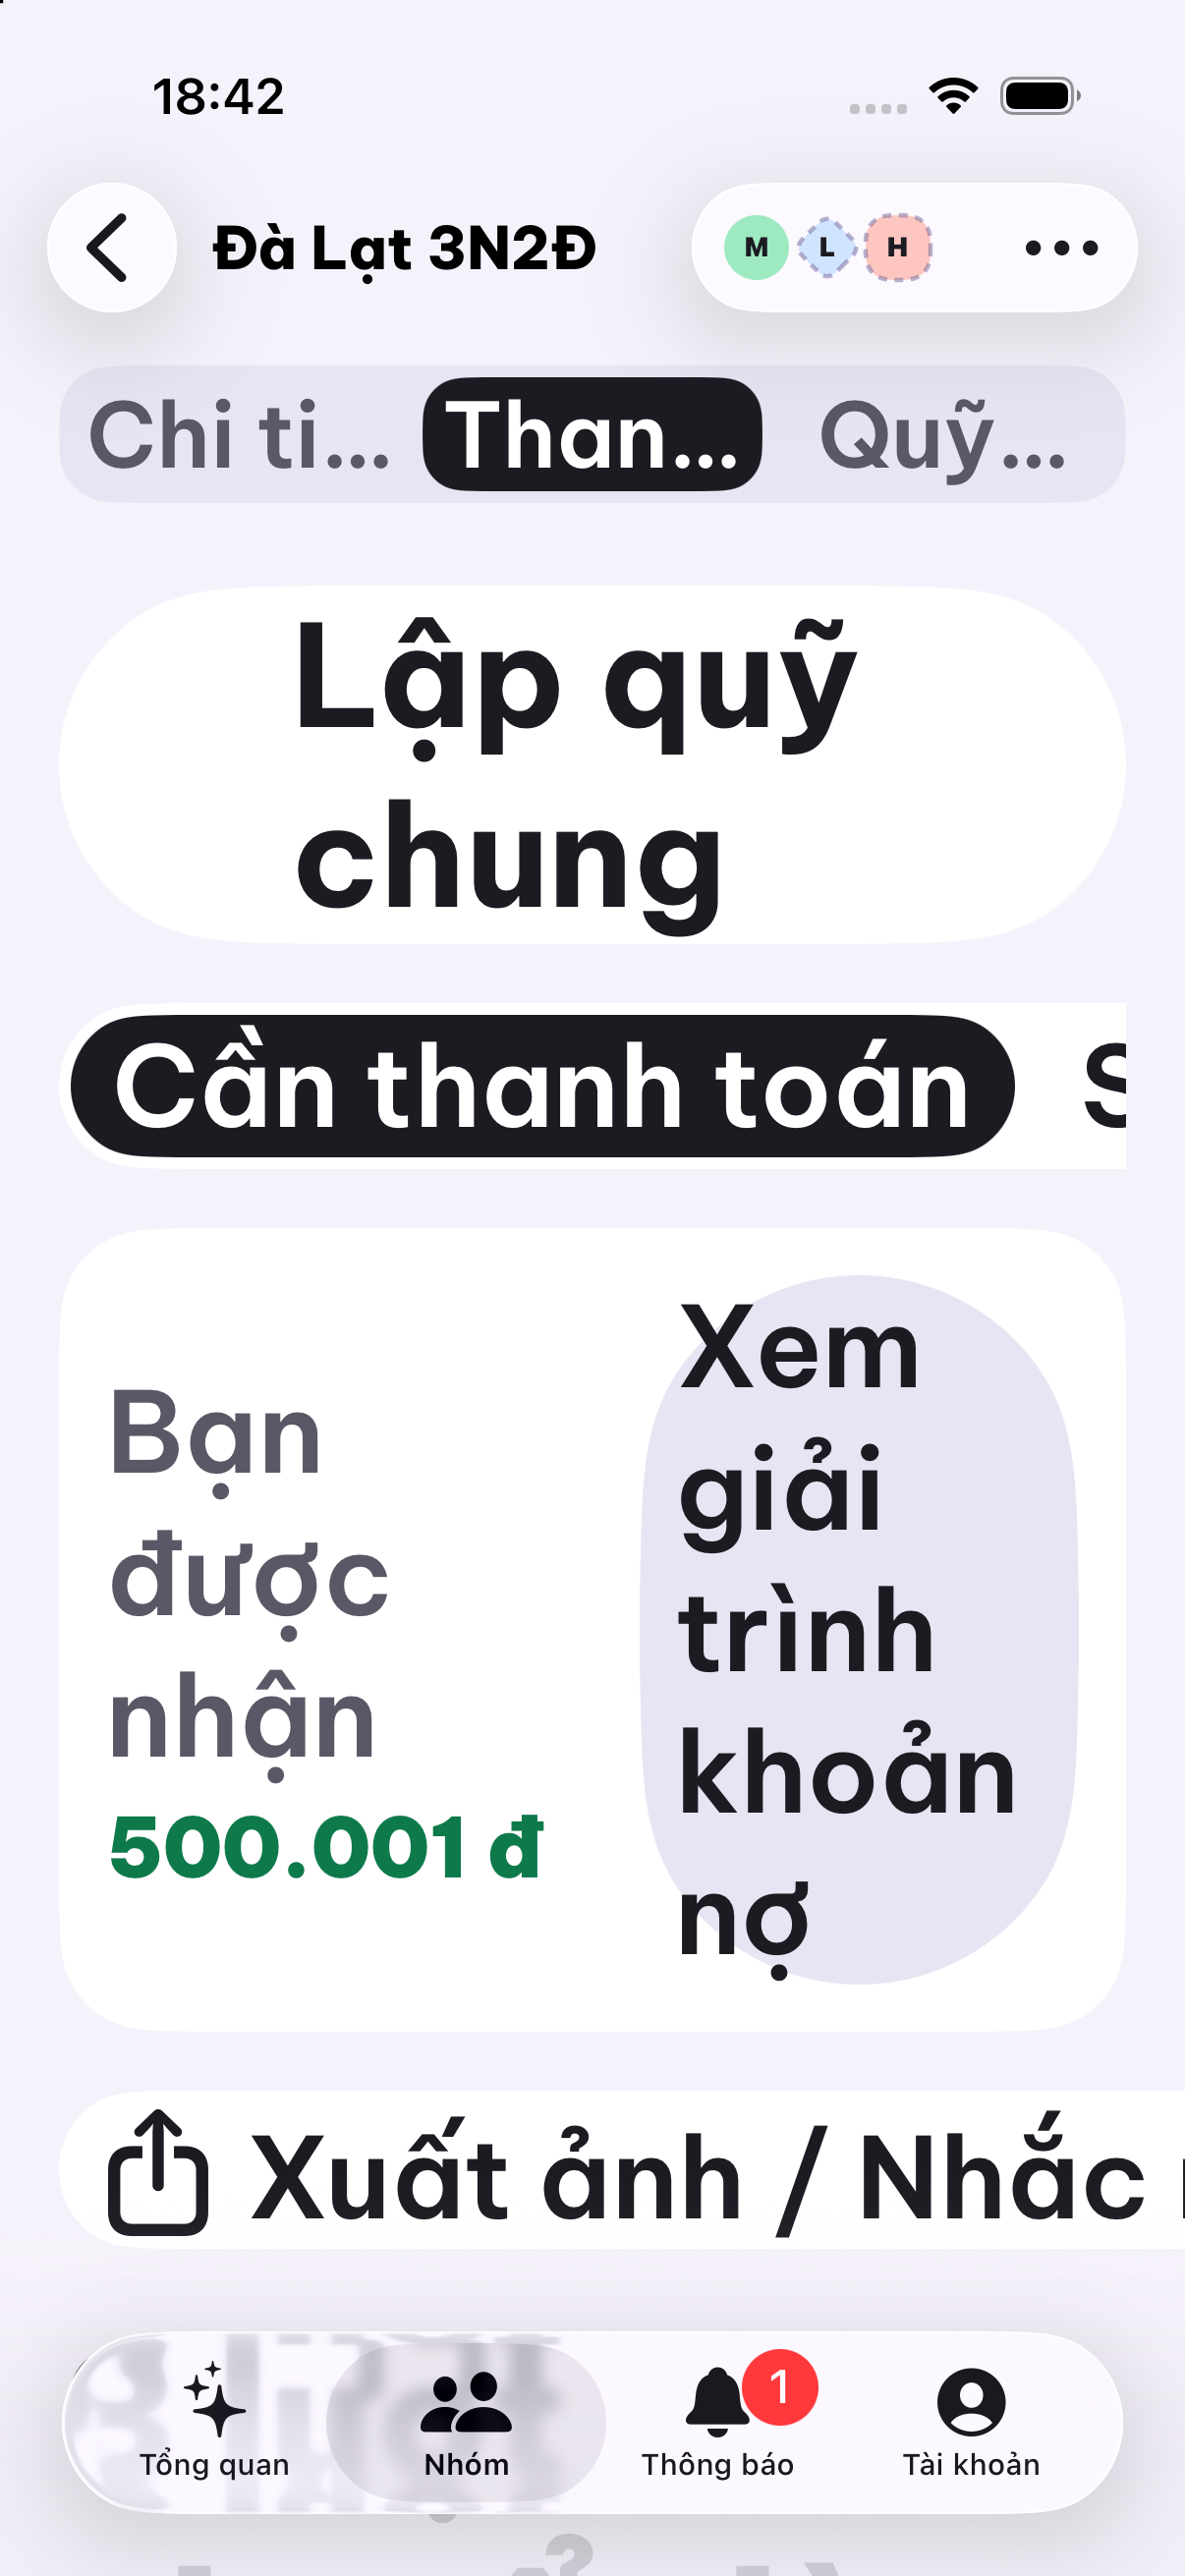 18:42
Đà Lạt 3N2Đ
M L H
Chi ti... Than... Quỹ...
Lập quỹ
chung
Cần thanh toán S
Bạn
được
nhận
500.001 đ
Xem
giải
trình
khoản
nợ
Xuất ảnh / Nhắc
1
Tổng quan Nhóm Thông báo Tài khoản